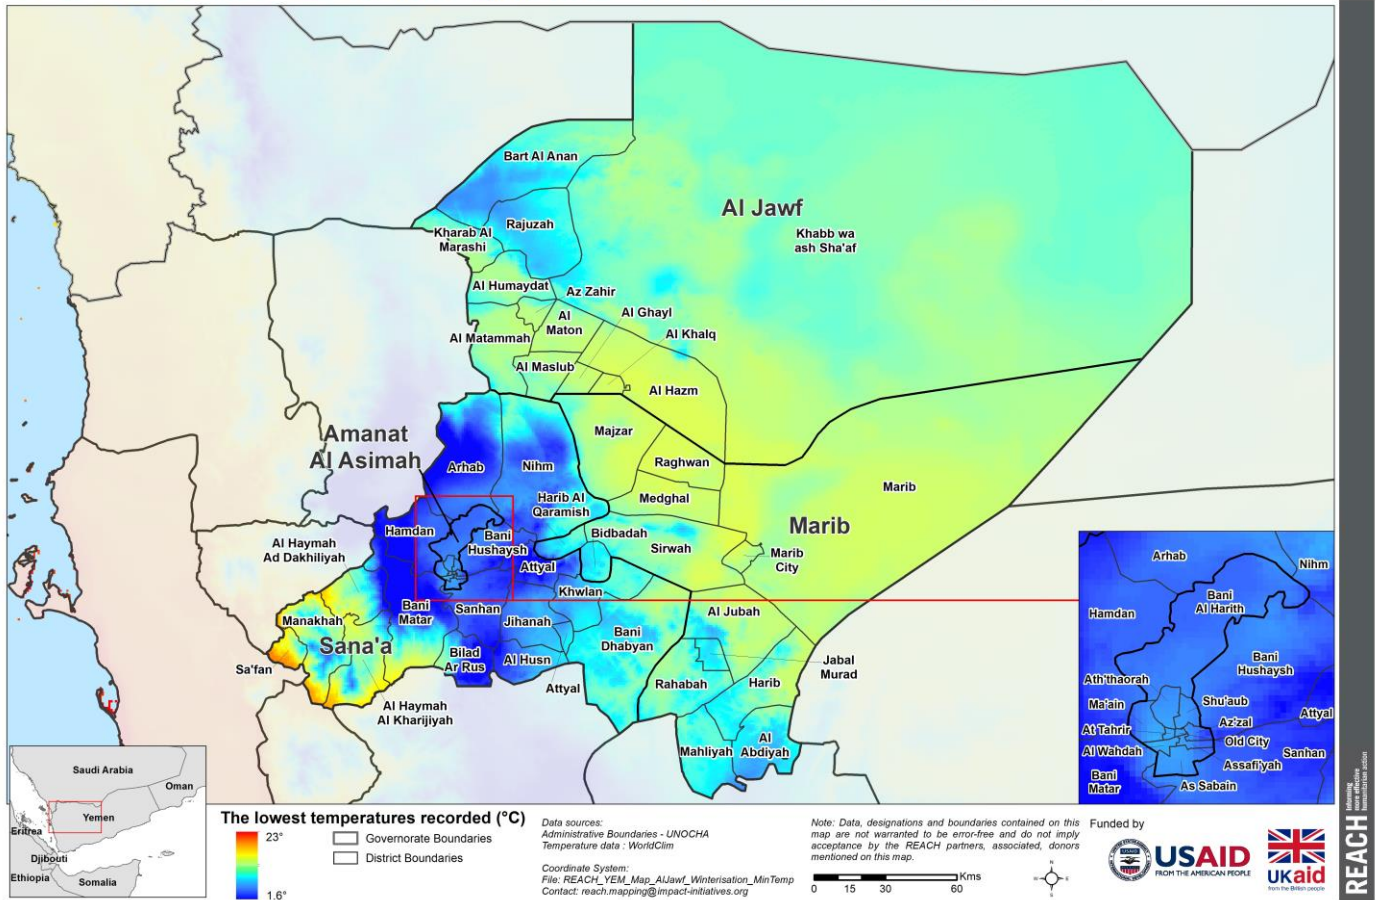 Bart Al Anan
Al Jawf
Rajuzah
Khabb wa
ash Sha'af
Kharab Al
Marashi
Al Humaydat
Az Zahir
Al
Maton
Al Ghayl
Al Khalq
Al Matammah
Al Maslub
Al Hazm
Amanat
Al Asimah
Majzar
Arhab
Nihm
Raghwan
Marib
Medghal
Harib Al
Qaramish
Marib
Hamdan
Bani
Hushaysh
Bidbadah
Sirwah
Al Haymah
Ad Dakhiliyah
Attyal
Marib
City
Khwlan
Bani
Matar
Sanhan
Al Jubah
Manakhah
Jihanah
Sana'a
Bani
Dhabyan
Bilad
Ar Rus
Al Husn
Jabal
Murad
Sa'fan
Attyal
Rahabah
Harib
Al Haymah
Al Kharijiyah
Mahliyah
Al
Abdiyah
Arhab
Nihm
Bani
Al Harith
Hamdan
Bani
Hushaysh
Ath'thaorah
Ma'ain
Shu'aub
Attyal
At Tahrir
Az'zal
Old City
Al Wahdah
Sanhan
Assafi'yah
Bani
Matar
As Sabain
Saudi Arabia
Oman
Yemen
Eritrea
Djibouti
Ethiopia
Somalia
The lowest temperatures recorded (°C)
23°
1.6°
Governorate Boundaries
District Boundaries
Data sources:
Administrative Boundaries - UNOCHA
Temperature data : WorldClim
Coordinate System:
File: REACH_YEM_Map_AlJawf_Winterisation_MinTemp
Contact: reach.mapping@impact-initiatives.org
Note: Data, designations and boundaries contained on this
map are not warranted to be error-free and do not imply
acceptance by the REACH partners, associated, donors
mentioned on this map.
0 15 30 60 Kms
N
W E
S
Funded by
USAID
FROM THE AMERICAN PEOPLE
UKaid
from the British people
REACH
Informing
more effective
humanitarian action